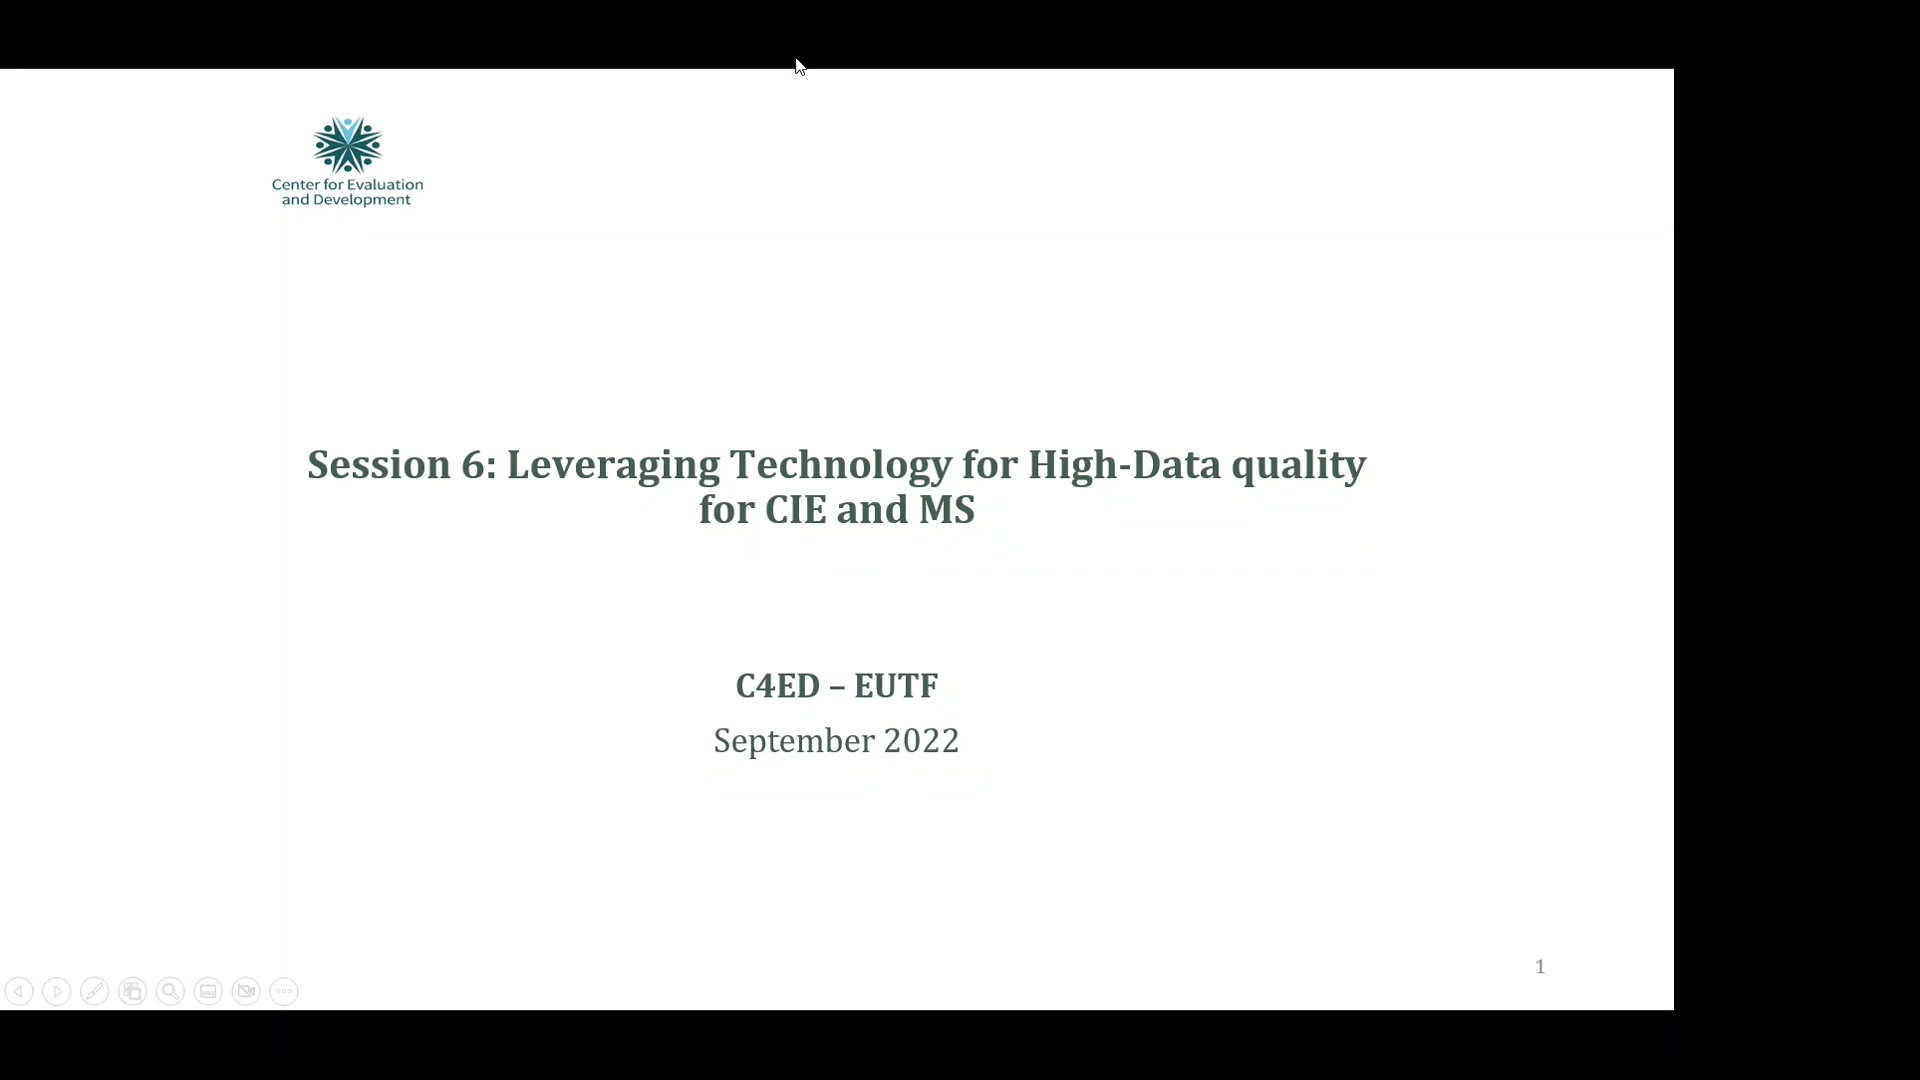 Center for Evaluation
and Development
Session 6: Leveraging Technology for High-Data quality
for CIE and MS
C4ED – EUTF
September 2022
1